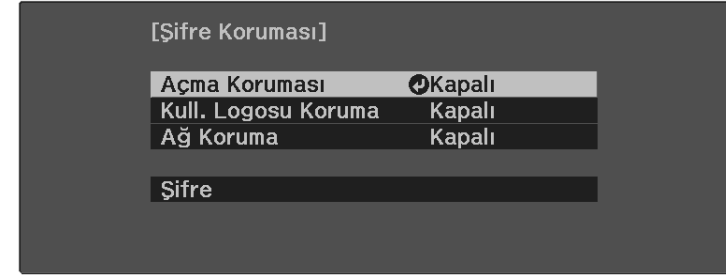 [Şifre Koruması]
Açma Koruması Kapalı
Kull. Logosu Koruma Kapalı
Ağ Koruma Kapalı
Şifre